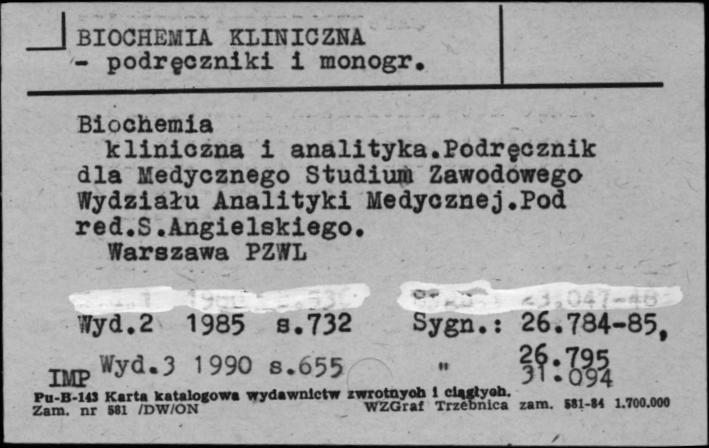 BIOCHEMIA KLINICZNA
- podręczniki i monogr.
Biochemia
kliniczna i analityka.Podręcznik
dla Medycznego Studium Zawodowego
Wydziału Analityki Medycznej.Pod
red.S.Angielskiego.
Warszawa PZWL
23.047-48
Wyd.2 1985 s.732 Sygn.: 26.784-85,
26.795
Wyd.3 1990 s.655 " 31.094
IMP
Pu-B-143 Karta katalogowa wydawnictw zwrotnych i ciągłych.
Zam. nr 581 /DW/ON WZGraf Trzebnica zam. 581-84 1.700.000